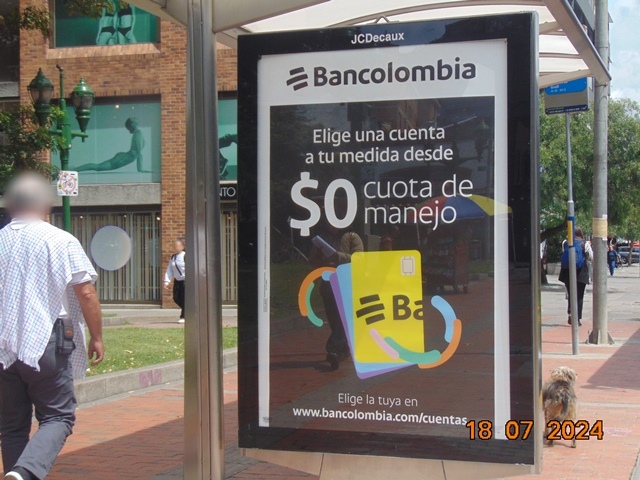 JCDecaux
Bancolombia
Elige una cuenta
a tu medida desde
$0 cuota de
manejo
Ba
Elige la tuya en
www.bancolombia.com/cuentas
18 07 2024